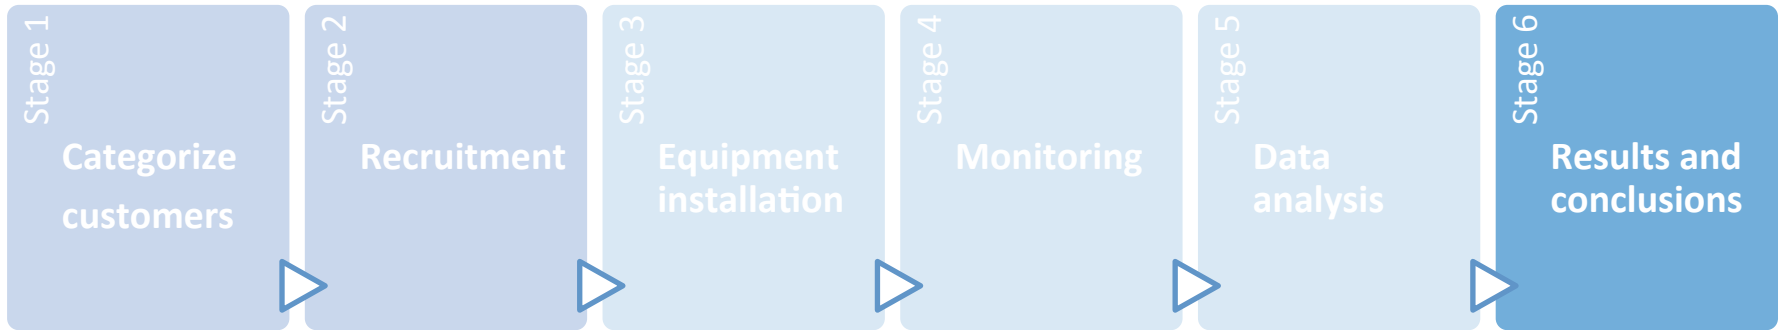 Stage 1
Categorize
customers
Stage 2
Recruitment
Stage 3
Equipment
installation
Stage 4
Monitoring
Stage 5
Data
analysis
Stage 6
Results and
conclusions